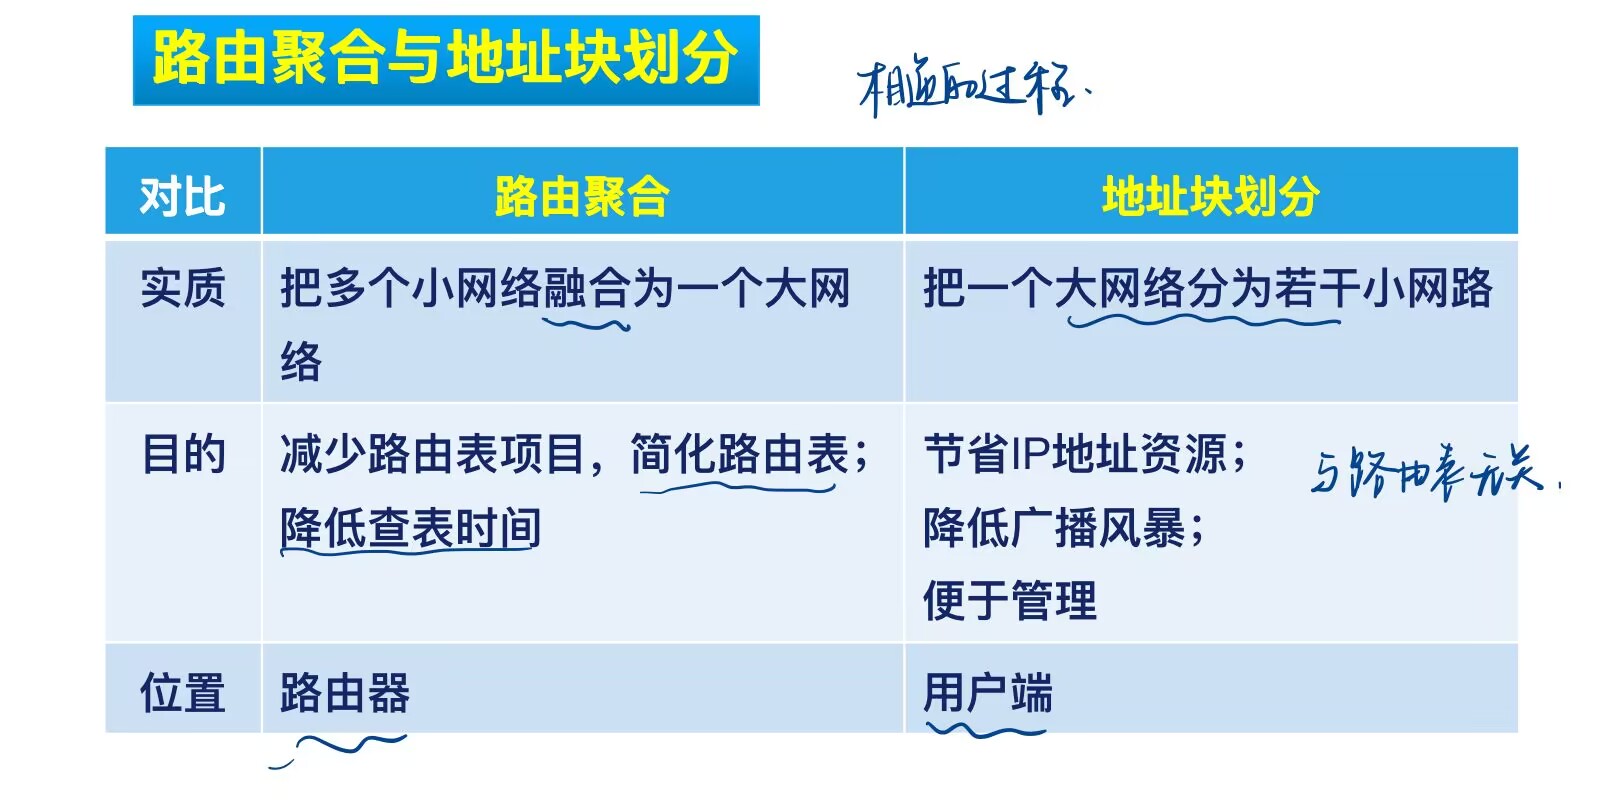 路由聚合与地址块划分
相逆的过程.
对比
路由聚合
地址块划分
实质
把多个小网络融合为一个大网
络
把一个大网络分为若干小网路
目的
减少路由表项目，简化路由表；
降低查表时间
节省IP地址资源；
降低广播风暴；
便于管理
与路由表无关.
位置
路由器
用户端